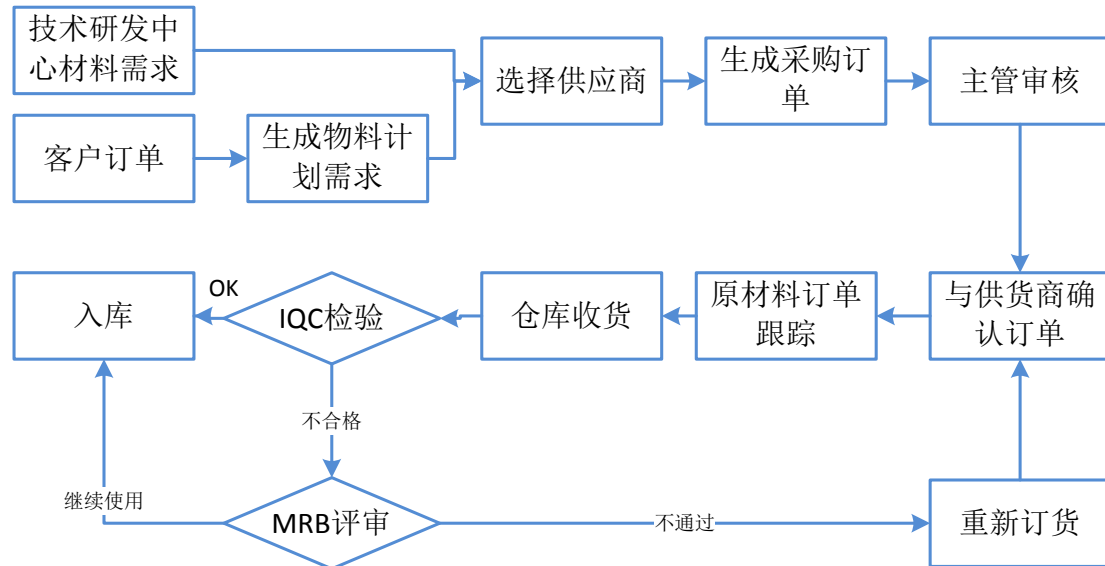 技术研发中
心材料需求
选择供应商
生成采购订
单
主管审核
客户订单
生成物料计
划需求
入库
OK
IQC检验
仓库收货
原材料订单
跟踪
与供货商确
认订单
不合格
继续使用
MRB评审
不通过
重新订货